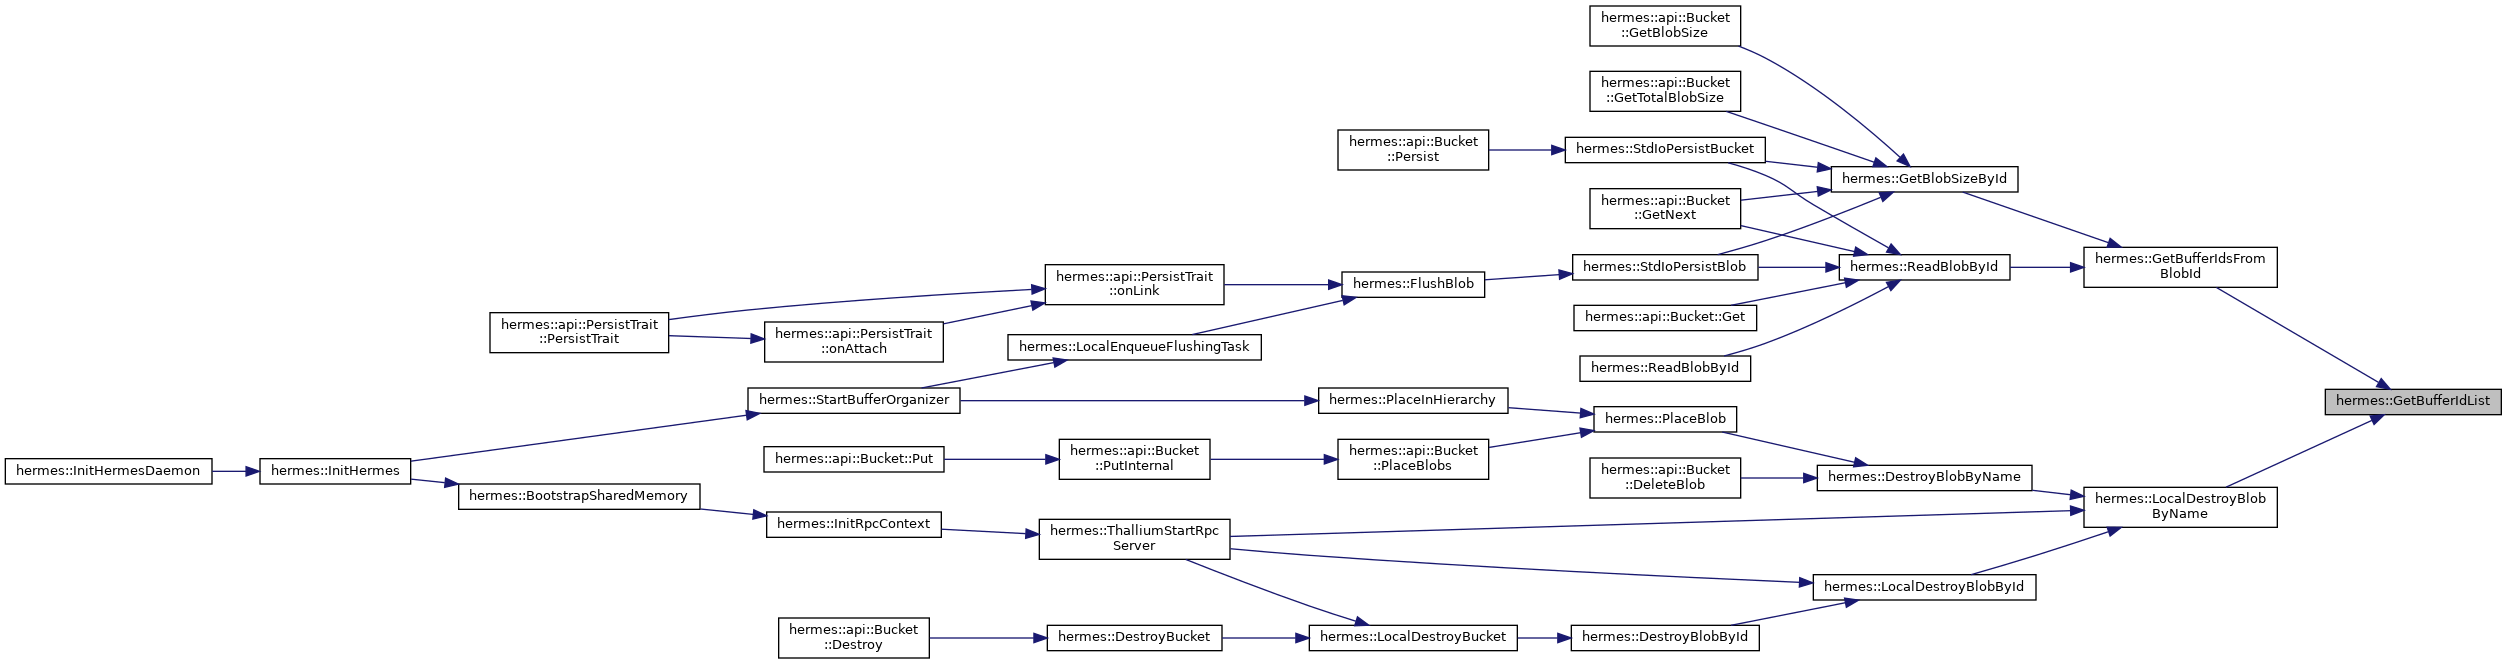 hermes::api::Bucket
::GetBlobSize
hermes::api::Bucket
::GetTotalBlobSize
hermes::api::Bucket
::Persist
hermes::StdIoPersistBucket
hermes::GetBlobSizeById
hermes::api::Bucket
::GetNext
hermes::GetBufferIdsFrom
BlobId
hermes::StdIoPersistBlob
hermes::ReadBlobById
hermes::api::PersistTrait
::onLink
hermes::FlushBlob
hermes::api::Bucket::Get
hermes::api::PersistTrait
::PersistTrait
hermes::api::PersistTrait
::onAttach
hermes::LocalEnqueueFlushingTask
hermes::ReadBlobById
hermes::StartBufferOrganizer
hermes::PlaceInHierarchy
hermes::GetBufferIdList
hermes::PlaceBlob
hermes::api::Bucket::Put
hermes::api::Bucket
::PutInternal
hermes::api::Bucket
::PlaceBlobs
hermes::InitHermesDaemon
hermes::InitHermes
hermes::api::Bucket
::DeleteBlob
hermes::DestroyBlobByName
hermes::BootstrapSharedMemory
hermes::LocalDestroyBlob
ByName
hermes::InitRpcContext
hermes::ThalliumStartRpc
Server
hermes::LocalDestroyBlobById
hermes::api::Bucket
::Destroy
hermes::DestroyBucket
hermes::LocalDestroyBucket
hermes::DestroyBlobById